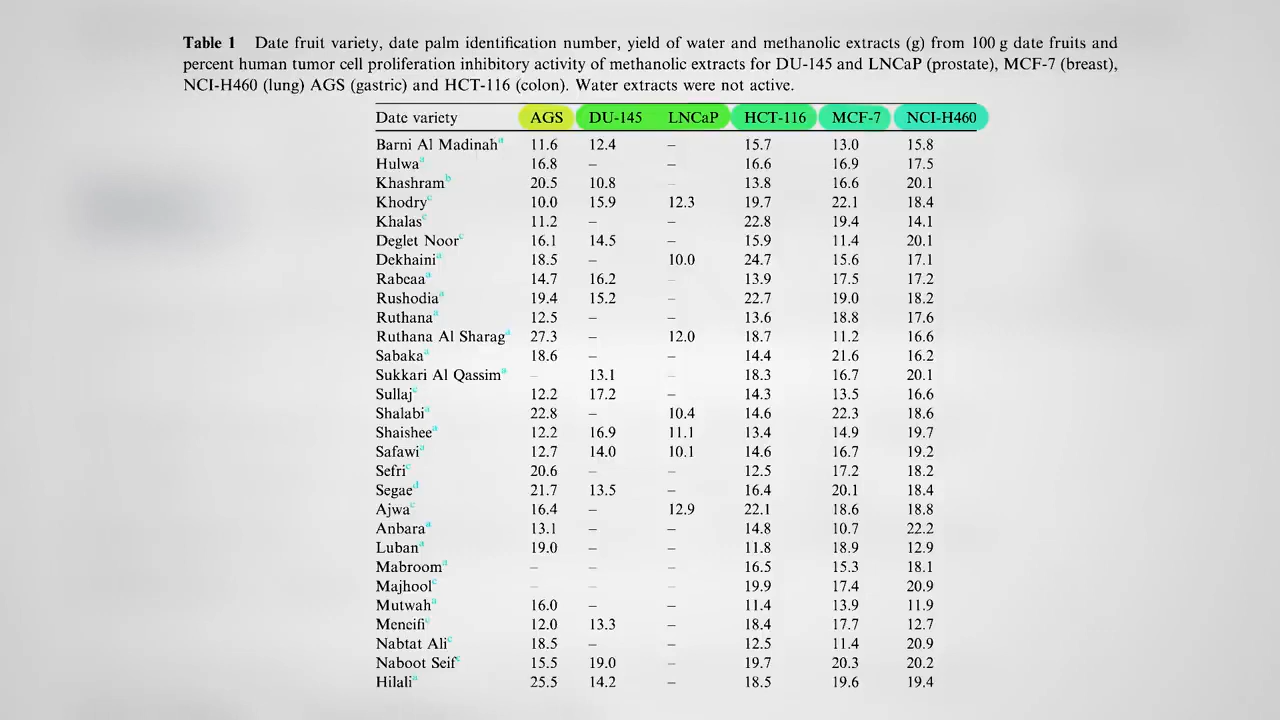 Table 1 Date fruit variety, date palm identification number, yield of water and methanolic extracts (g) from 100 g date fruits and
percent human tumor cell proliferation inhibitory activity of methanolic extracts for DU-145 and LNCaP (prostate), MCF-7 (breast),
NCI-H460 (lung) AGS (gastric) and HCT-116 (colon). Water extracts were not active.
Date variety AGS DU-145 LNCaP HCT-116 MCF-7 NCI-H460
Barni Al Madinah a 11.6 12.4 – 15.7 13.0 15.8
Hulwa a 16.8 – – 16.6 16.9 17.5
Khashram b 20.5 10.8 – 13.8 16.6 20.1
Khodry c 10.0 15.9 12.3 19.7 22.1 18.4
Khalas c 11.2 – – 22.8 19.4 14.1
Deglet Noor c 16.1 14.5 – 15.9 11.4 20.1
Dekhaini a 18.5 – 10.0 24.7 15.6 17.1
Rabeaa a 14.7 16.2 – 13.9 17.5 17.2
Rushodia a 19.4 15.2 – 22.7 19.0 18.2
Ruthana a 12.5 – – 13.6 18.8 17.6
Ruthana Al Sharag a 27.3 – 12.0 18.7 11.2 16.6
Sabaka a 18.6 – – 14.4 21.6 16.2
Sukkari Al Qassim a – 13.1 – 18.3 16.7 20.1
Sullaj c 12.2 17.2 – 14.3 13.5 16.6
Shalabi a 22.8 – 10.4 14.6 22.3 18.6
Shaishee a 12.2 16.9 11.1 13.4 14.9 19.7
Safawi a 12.7 14.0 10.1 14.6 16.7 19.2
Sefri c 20.6 – – 12.5 17.2 18.2
Segae d 21.7 13.5 – 16.4 20.1 18.4
Ajwa c 16.4 – 12.9 22.1 18.6 18.8
Anbara a 13.1 – – 14.8 10.7 22.2
Luban a 19.0 – – 11.8 18.9 12.9
Mabroom a – – – 16.5 15.3 18.1
Majhool c – – – 19.9 17.4 20.9
Mutwah a 16.0 – – 11.4 13.9 11.9
Meneifi c 12.0 13.3 – 18.4 17.7 12.7
Nabtat Ali c 18.5 – – 12.5 11.4 20.9
Naboot Seif c 15.5 19.0 – 19.7 20.3 20.2
Hilali a 25.5 14.2 – 18.5 19.6 19.4